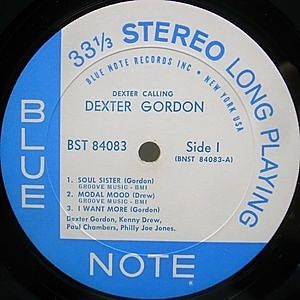 33 1/3 STEREO LONG PLAYING
BLUE NOTE RECORDS INC • NEW YORK USA
DEXTER CALLING
DEXTER GORDON
BST 84083
Side I
(BNST 84083-A)
1. SOUL SISTER (Gordon)
GROOVE MUSIC - BMI
2. MODAL MOOD (Drew)
GROOVE MUSIC - BMI
3. I WANT MORE (Gordon)
Dexter Gordon, Kenny Drew,
Paul Chambers, Philly Joe Jones.
BLUE
NOTE
®